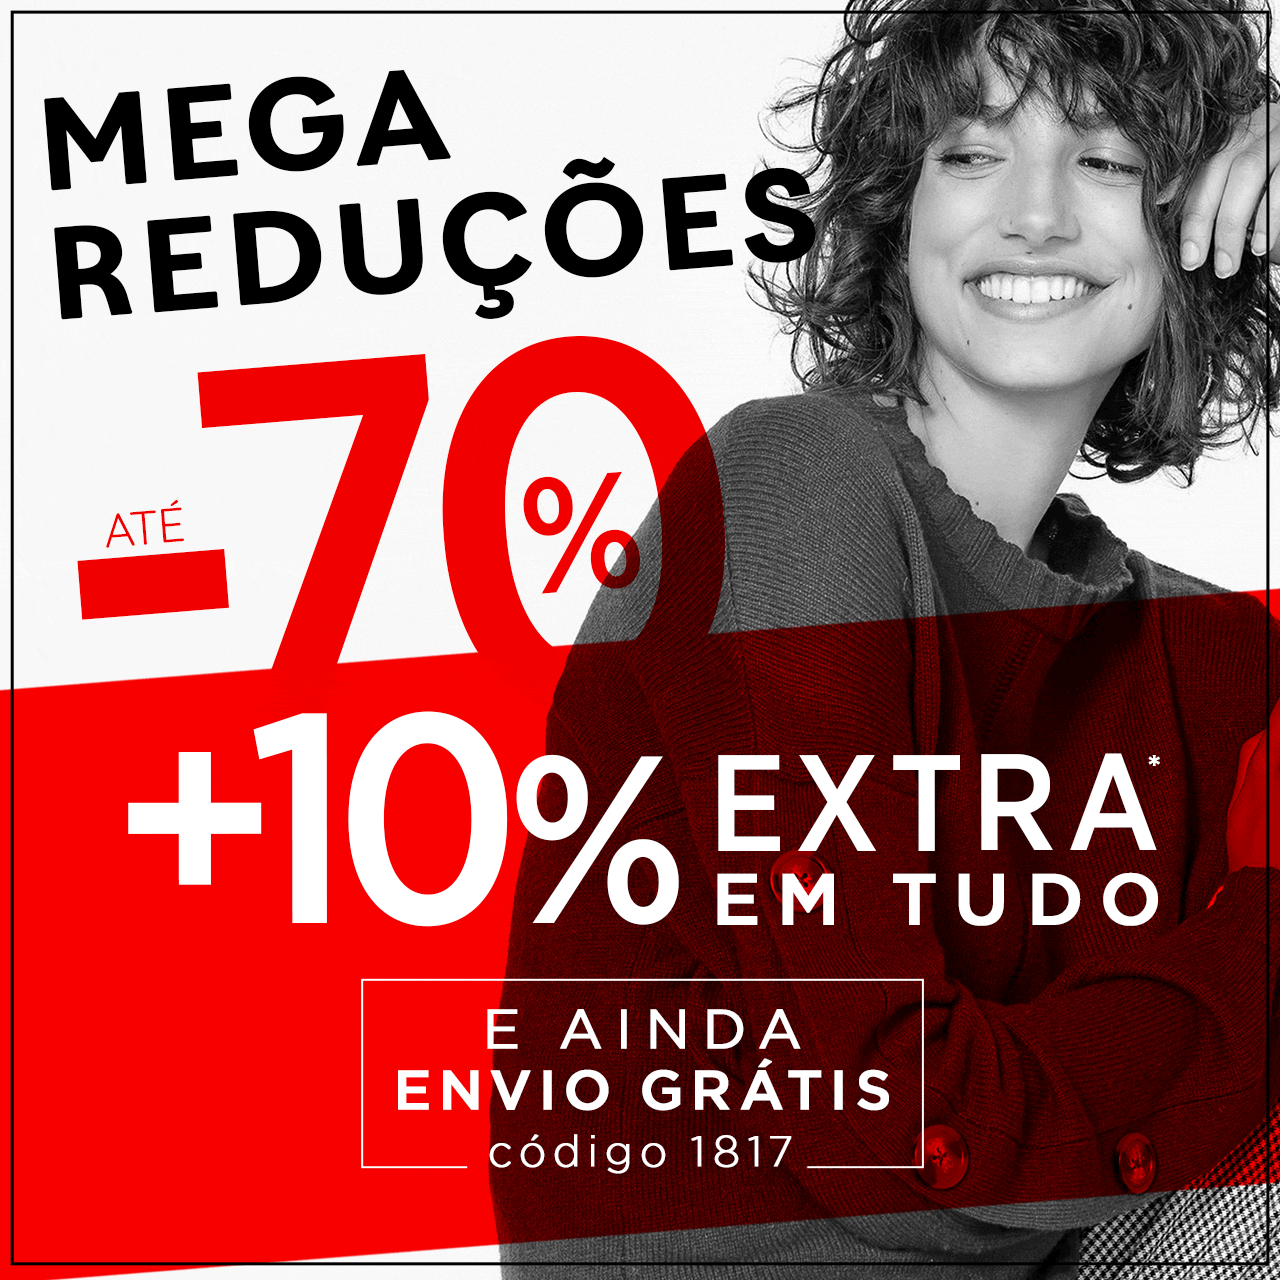 MEGA
REDUÇÕES
ATÉ
-70%
+10% EXTRA*
EM TUDO
E AINDA
ENVIO GRÁTIS
código 1817